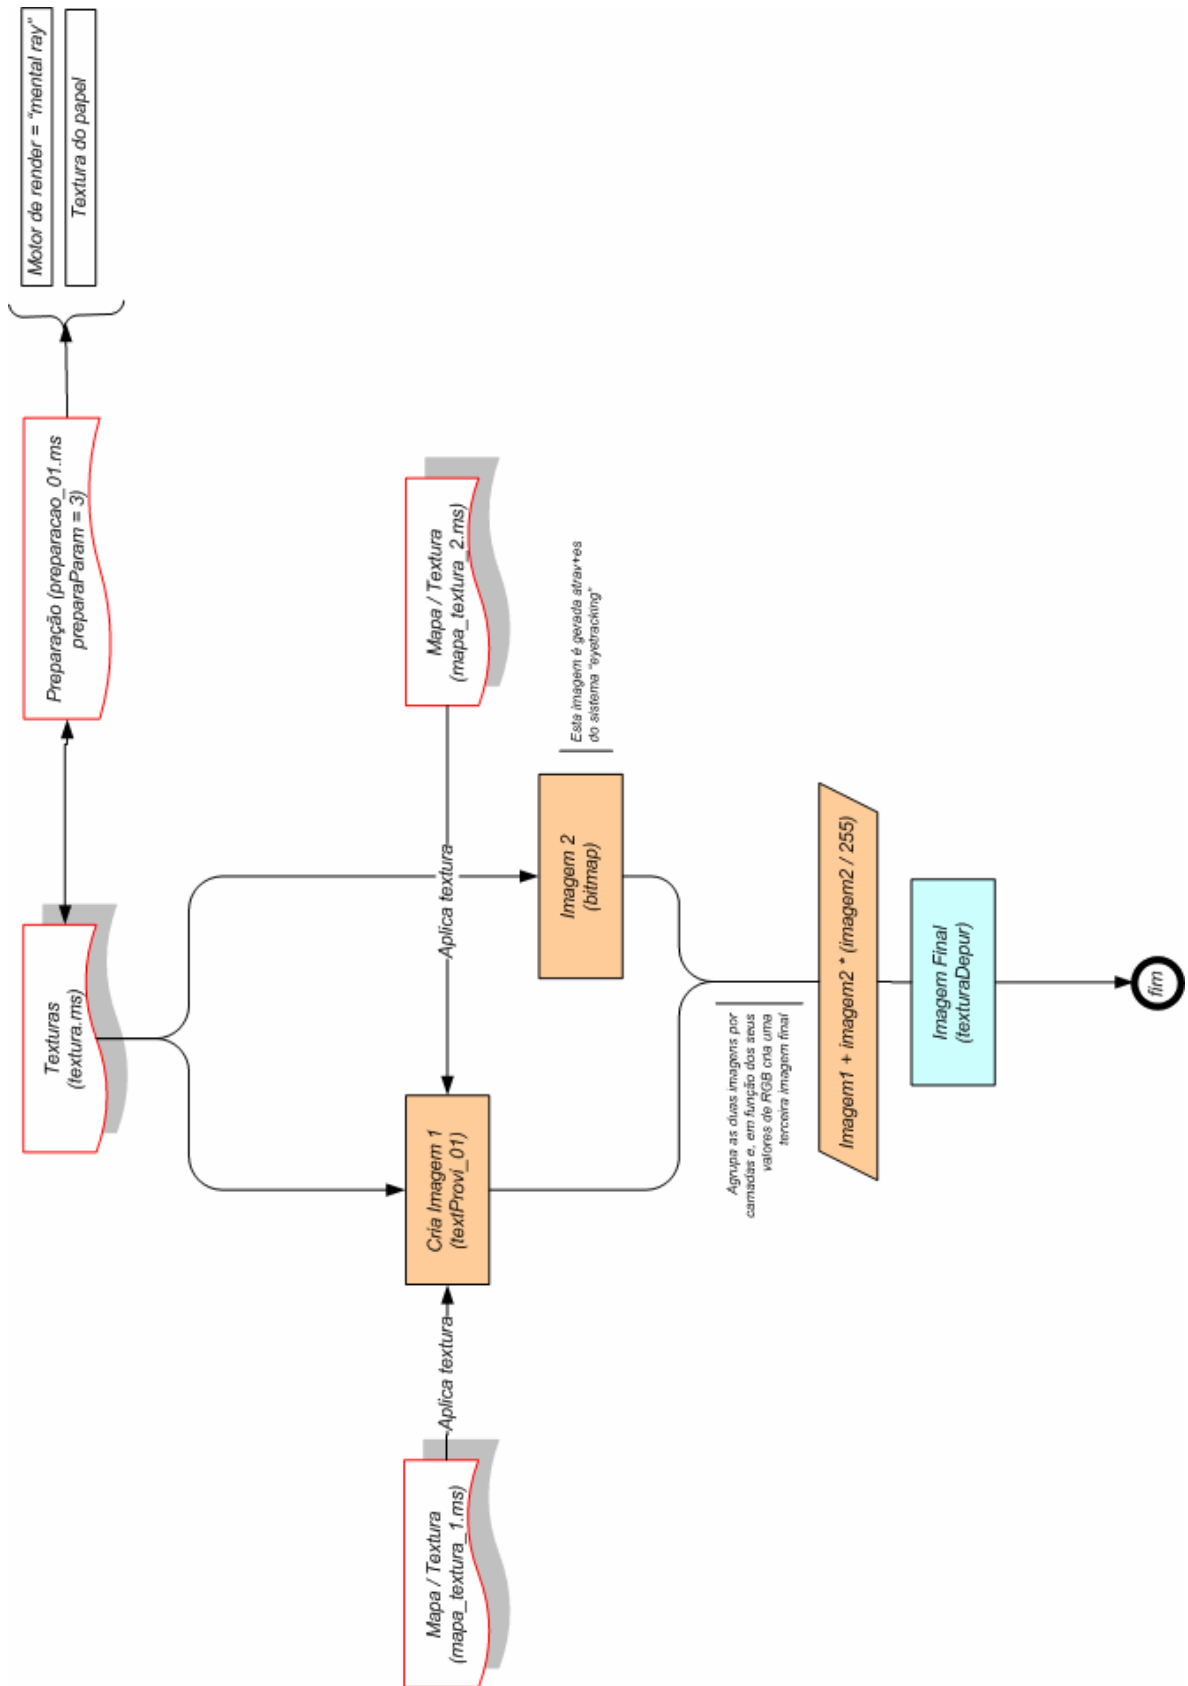 Motor de render = "mental ray"
Textura do papel
Preparação (preparacao_01.ms
preparaParam = 3)
Texturas
(textura.ms)
Mapa / Textura
(mapa_textura_2.ms)
Aplica textura
Cria Imagem 1
(textProvi_01)
Aplica textura
Mapa / Textura
(mapa_textura_1.ms)
Imagem 2
(bitmap)
Esta imagem é gerada atrav+es
do sistema "eyetracking"
Agrupa as duas imagens por
camadas e, em função dos seus
valores de RGB cria uma
terceira imagem final
Imagem1 + imagem2 * (imagem2 / 255)
Imagem Final
(texturaDepur)
fim